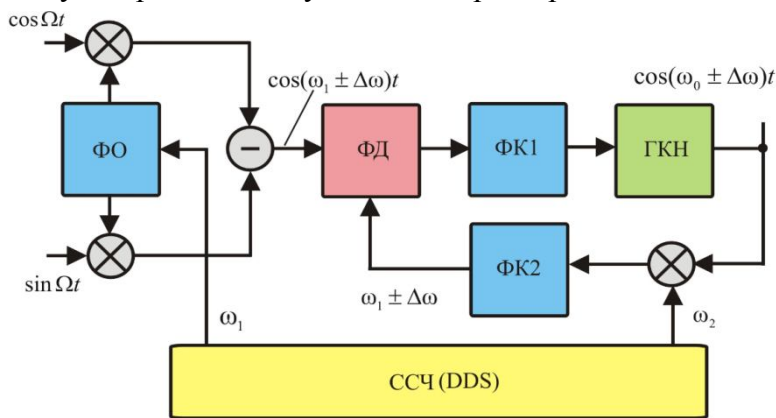 cos Ωt
cos(ω₁ ± Δω)t
cos(ω₀ ± Δω)t
ФО
ФД
ФК1
ГКН
ФК2
sin Ωt
ω₁
ω₁ ± Δω
ω₂
ССЧ (DDS)